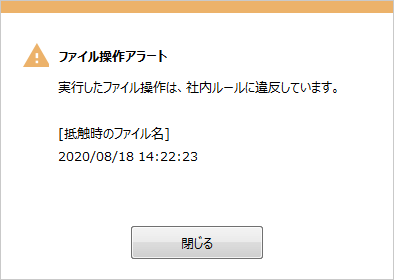 ファイル操作アラート
実行したファイル操作は、社内ルールに違反しています。
[抵触時のファイル名]
2020/08/18 14:22:23
閉じる